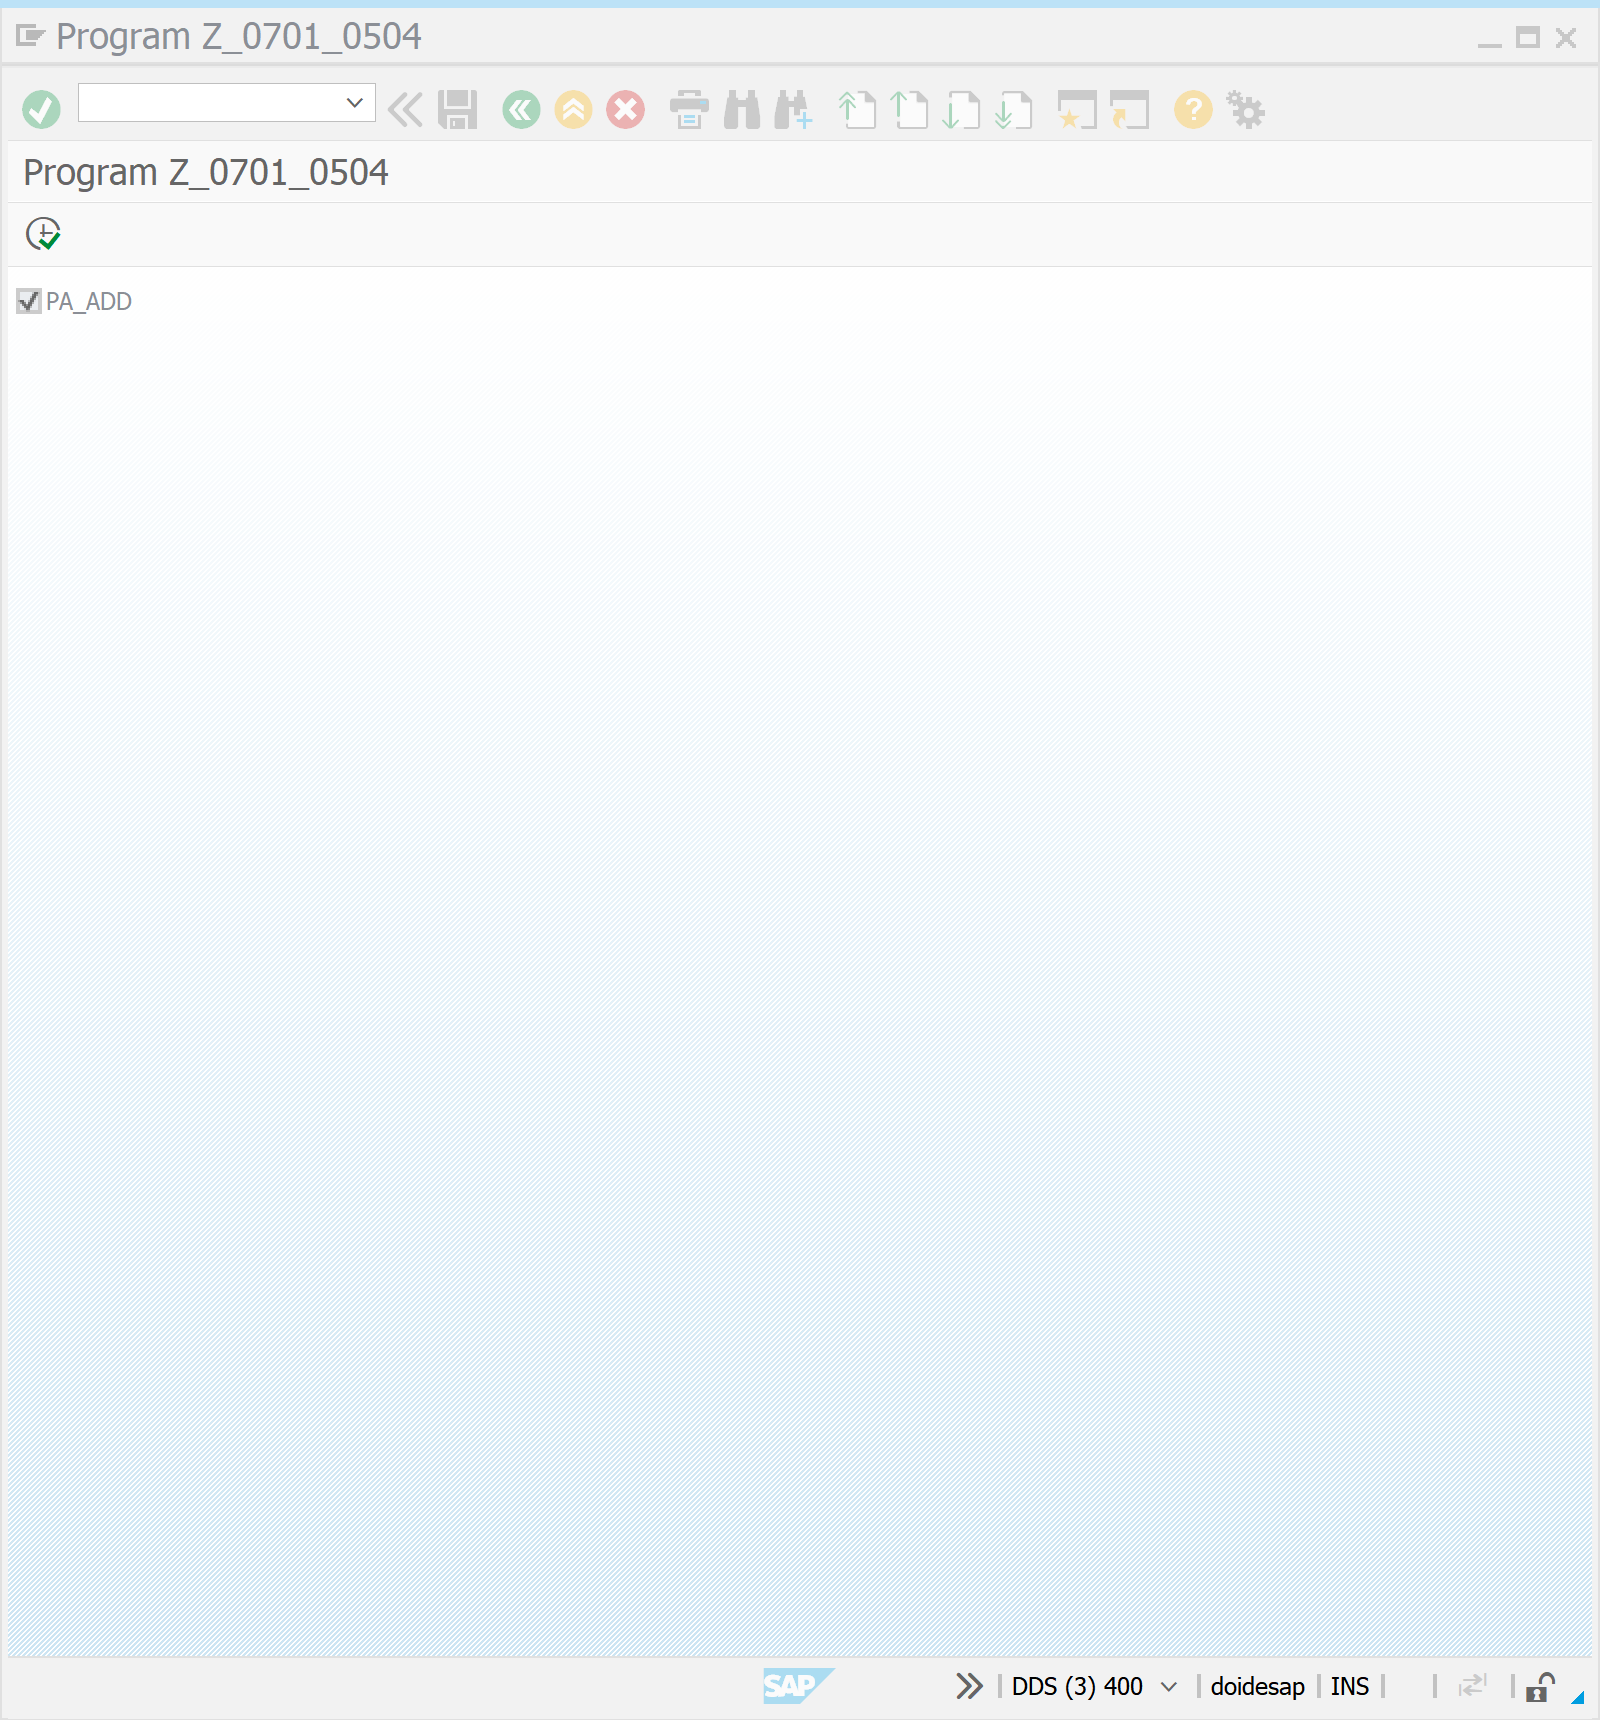 Program Z_0701_0504
Program Z_0701_0504
PA_ADD
SAP
DDS (3) 400
doidesap
INS